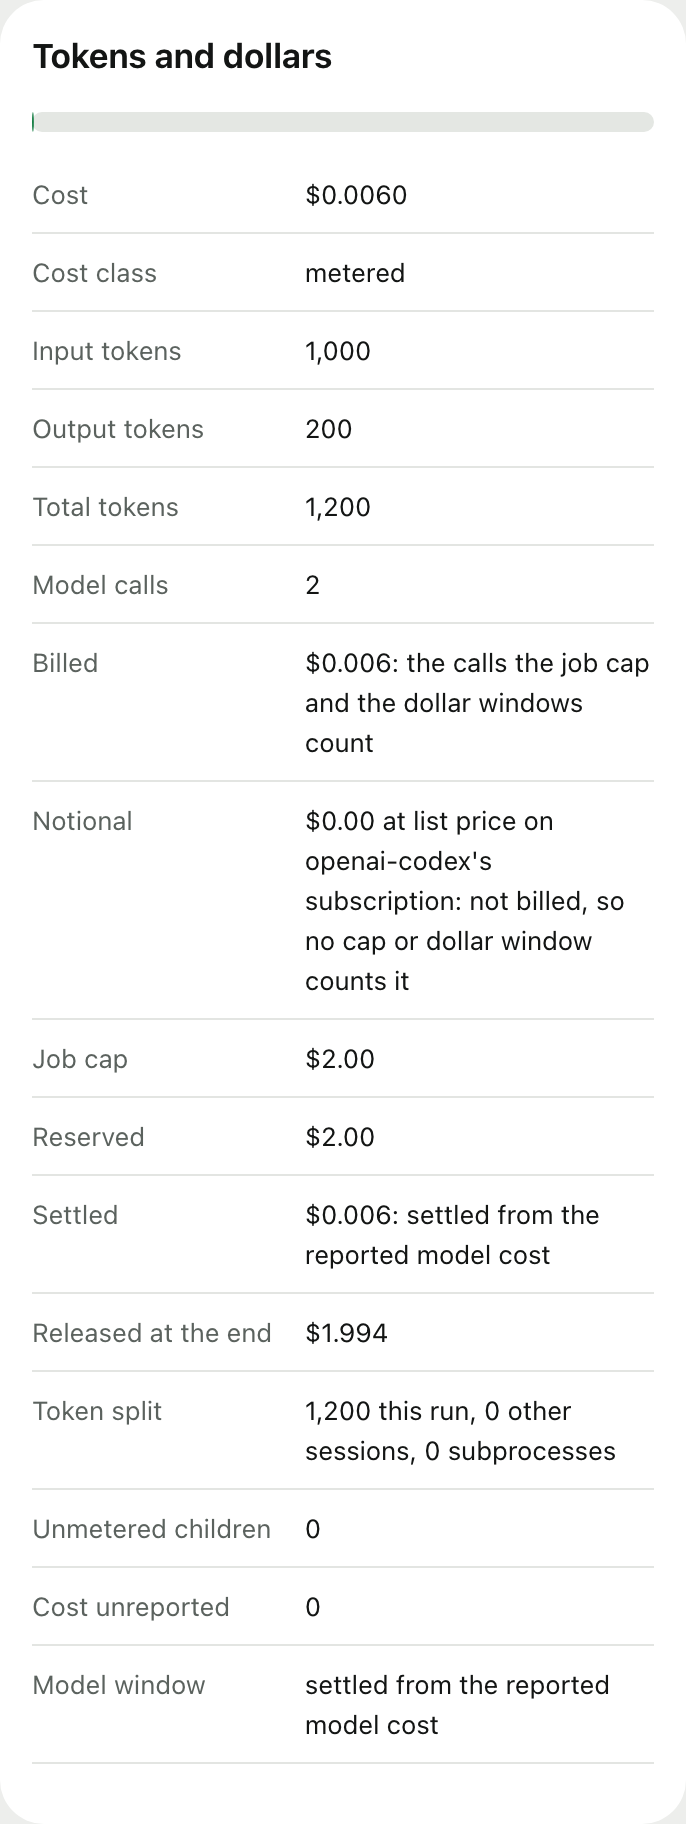 Tokens and dollars
Cost $0.0060
Cost class metered
Input tokens 1,000
Output tokens 200
Total tokens 1,200
Model calls 2
Billed $0.006: the calls the job cap
and the dollar windows
count
Notional $0.00 at list price on
openai-codex's
subscription: not billed, so
no cap or dollar window
counts it
Job cap $2.00
Reserved $2.00
Settled $0.006: settled from the
reported model cost
Released at the end $1.994
Token split 1,200 this run, 0 other
sessions, 0 subprocesses
Unmetered children 0
Cost unreported 0
Model window settled from the reported
model cost